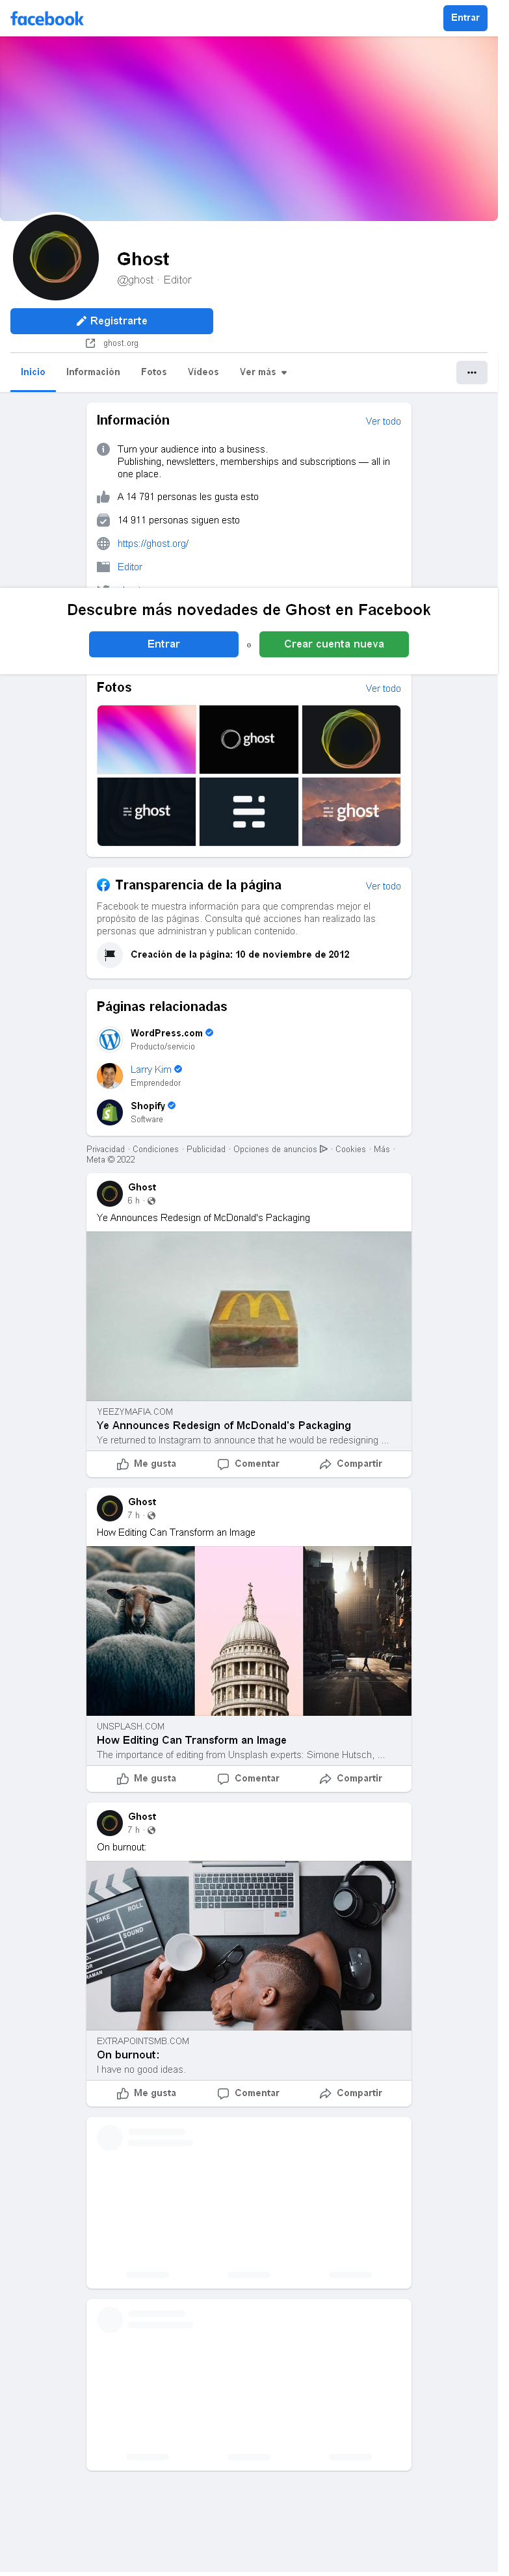 facebook
Entrar
Ghost
@ghost · Editor
Registrarte
ghost.org
Inicio
Información
Fotos
Vídeos
Ver más
Información
Ver todo
Turn your audience into a business.
Publishing, newsletters, memberships and subscriptions — all in
one place.
A 14 791 personas les gusta esto
14 911 personas siguen esto
https://ghost.org/
Editor
Descubre más novedades de Ghost en Facebook
Entrar
o
Crear cuenta nueva
Fotos
Ver todo
ghost
ghost
ghost
Transparencia de la página
Ver todo
Facebook te muestra información para que comprendas mejor el
propósito de las páginas. Consulta qué acciones han realizado las
personas que administran y publican contenido.
Creación de la página: 10 de noviembre de 2012
Páginas relacionadas
WordPress.com
Producto/servicio
Larry Kim
Emprendedor
Shopify
Software
Privacidad · Condiciones · Publicidad · Opciones de anuncios · Cookies · Más ·
Meta © 2022
Ghost
6 h ·
Ye Announces Redesign of McDonald's Packaging
YEEZYMAFIA.COM
Ye Announces Redesign of McDonald's Packaging
Ye returned to Instagram to announce that he would be redesigning ...
Me gusta
Comentar
Compartir
Ghost
7 h ·
How Editing Can Transform an Image
UNSPLASH.COM
How Editing Can Transform an Image
The importance of editing from Unsplash experts: Simone Hutsch, ...
Me gusta
Comentar
Compartir
Ghost
7 h ·
On burnout:
TAKE
ROLL
SOUND
EXTRAPOINTSMB.COM
On burnout:
I have no good ideas.
Me gusta
Comentar
Compartir